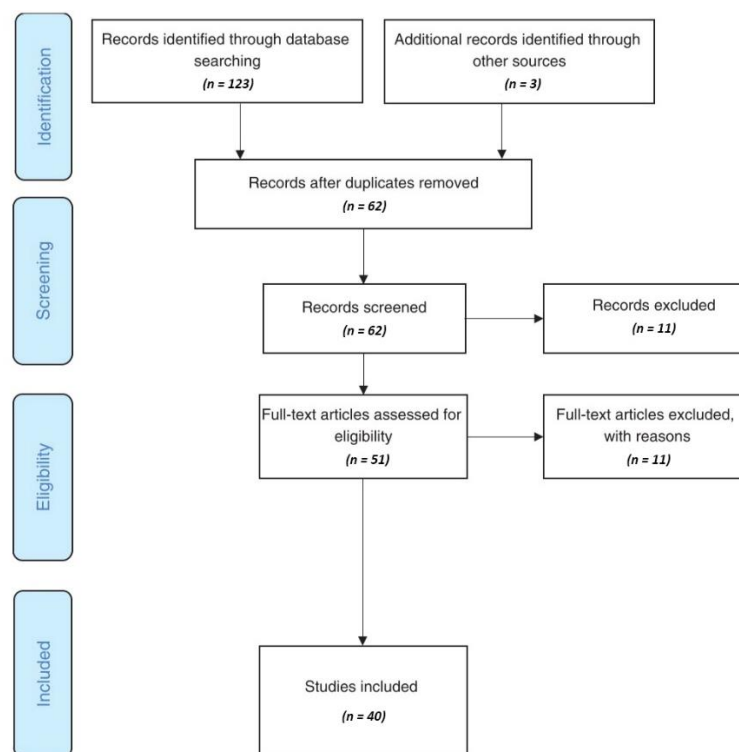 Identification
Records identified through database
searching
(n = 123)
Additional records identified through
other sources
(n = 3)
Records after duplicates removed
(n = 62)
Screening
Records screened
(n = 62)
Records excluded
(n = 11)
Eligibility
Full-text articles assessed for
eligibility
(n = 51)
Full-text articles excluded,
with reasons
(n = 11)
Included
Studies included
(n = 40)